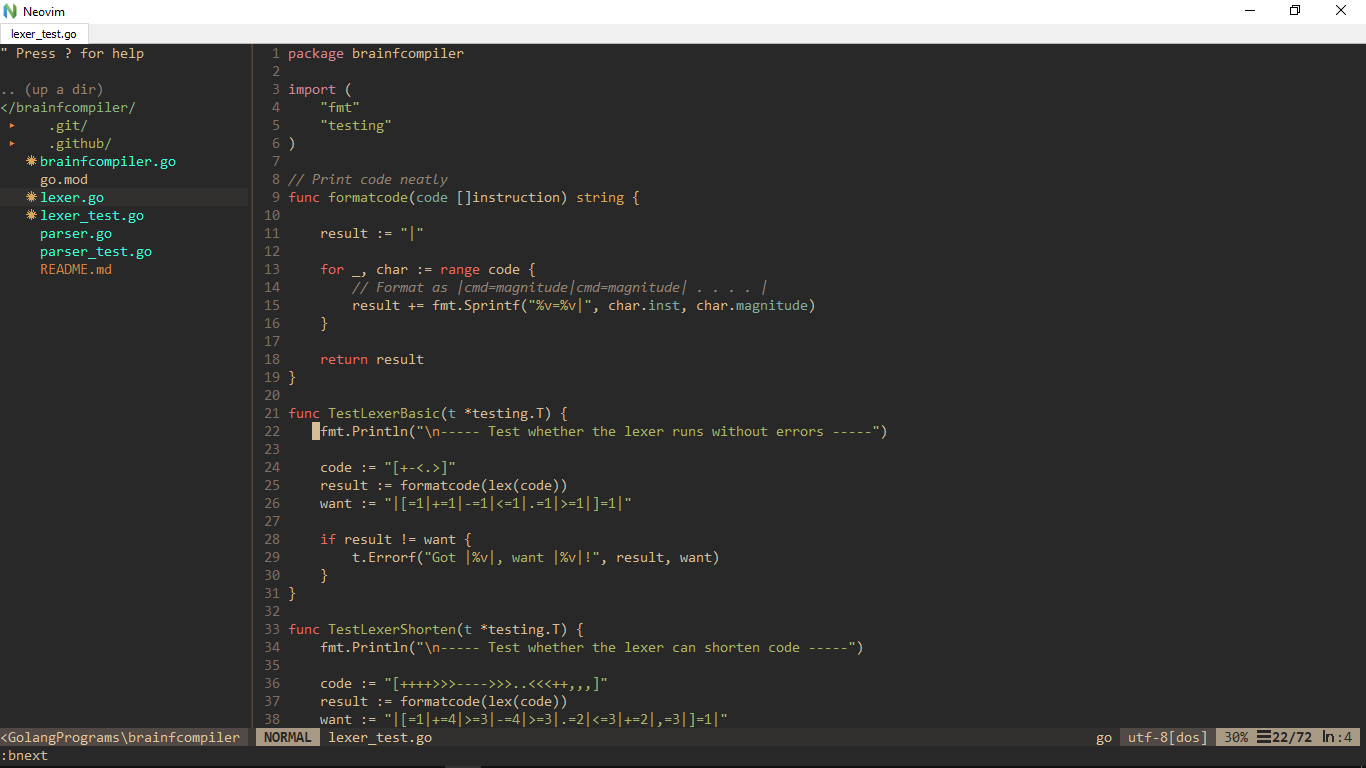 Neovim
lexer_test.go
" Press ? for help
.. (up a dir)
</brainfcompiler/
▸ .git/
▸ .github/
✹brainfcompiler.go
go.mod
✹lexer.go
✹lexer_test.go
parser.go
parser_test.go
README.md
<GolangPrograms\brainfcompiler
1 package brainfcompiler
2
3 import (
4     "fmt"
5     "testing"
6 )
7
8 // Print code neatly
9 func formatcode(code []instruction) string {
10
11     result := "|"
12
13     for _, char := range code {
14         // Format as |cmd=magnitude|cmd=magnitude| . . . . |
15         result += fmt.Sprintf("%v=%v|", char.inst, char.magnitude)
16     }
17
18     return result
19 }
20
21 func TestLexerBasic(t *testing.T) {
22     fmt.Println("\n----- Test whether the lexer runs without errors -----")
23
24     code := "[+-<.>]"
25     result := formatcode(lex(code))
26     want := "|[=1|+=1|-=1|<=1|.=1|>=1|]=1|"
27
28     if result != want {
29         t.Errorf("Got |%v|, want |%v|!", result, want)
30     }
31 }
32
33 func TestLexerShorten(t *testing.T) {
34     fmt.Println("\n----- Test whether the lexer can shorten code -----")
35
36     code := "[++++>>>---->>>..<<<++,,,]"
37     result := formatcode(lex(code))
38     want := "|[=1|+=4|>=3|-=4|>=3|.=2|<=3|+=2|,=3|]=1|"
NORMAL lexer_test.go go utf-8[dos] 30% ☰22/72 ln:4
:bnext